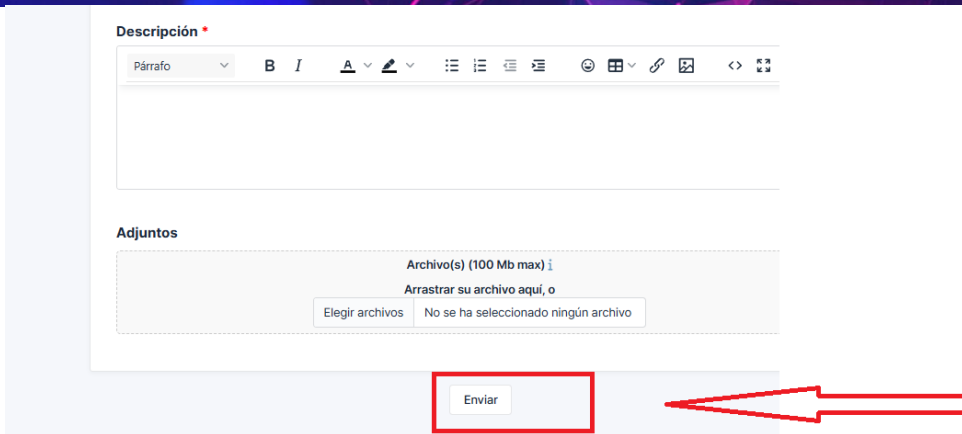 Descripción *
Párrafo B I A
Adjuntos
Archivo(s) (100 Mb max) i
Arrastrar su archivo aquí, o
Elegir archivos No se ha seleccionado ningún archivo
Enviar